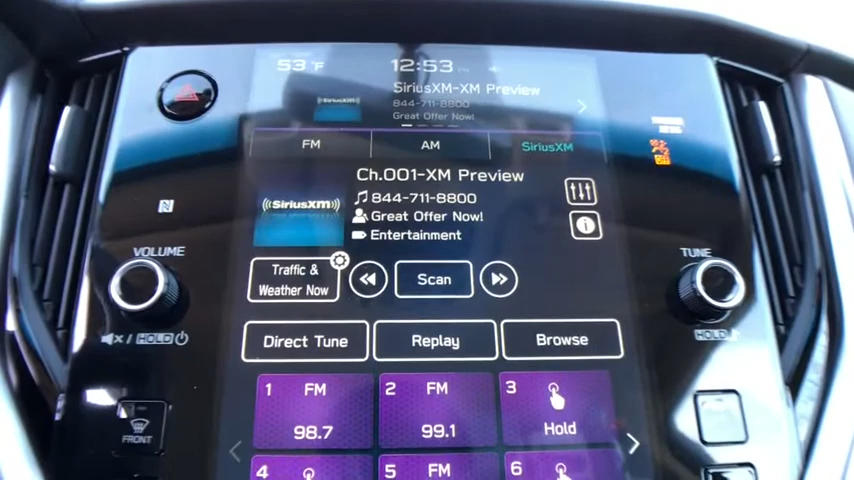 53°F
12:53
SiriusXM-XM Preview
844-711-8800
Great Offer Now!
SiriusXM
FM
AM
SiriusXM
Ch.001-XM Preview
844-711-8800
Great Offer Now!
Entertainment
((SiriusXM))
VOLUME
TUNE
Traffic &
Weather Now
Scan
/ HOLD
HOLD
Direct Tune
Replay
Browse
1 FM
98.7
2 FM
99.1
3
Hold
FRONT
4
5 FM
6